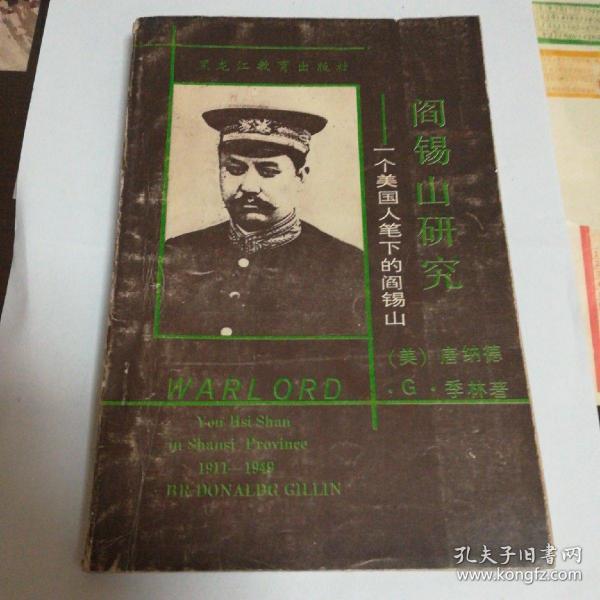 黑龙江教育出版社
阎锡山研究
——一个美国人笔下的阎锡山
(美)唐纳德
·G·季林著
WARLORD
Yen Hsi Shan
in Shansi Province
1911—1949
BR DONALDG GILLIN
孔夫子旧书网
www.kongfz.com